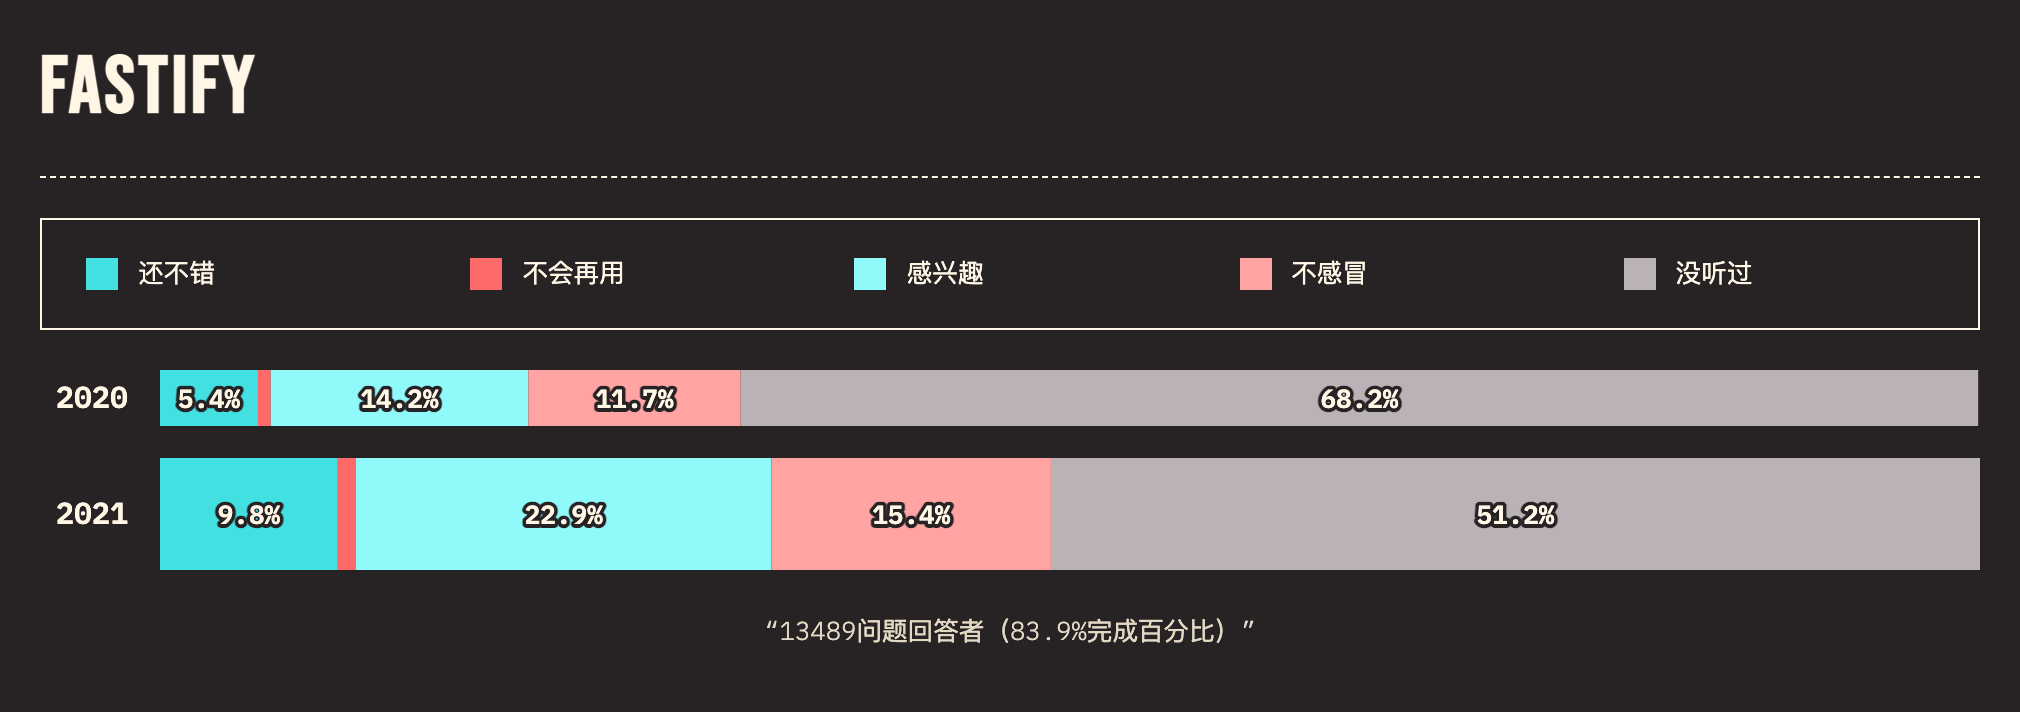 FASTIFY
还不错 不会再用 感兴趣 不感冒 没听过
2020 5.4% 14.2% 11.7% 68.2%
2021 9.8% 22.9% 15.4% 51.2%
“13489问题回答者（83.9%完成百分比）”